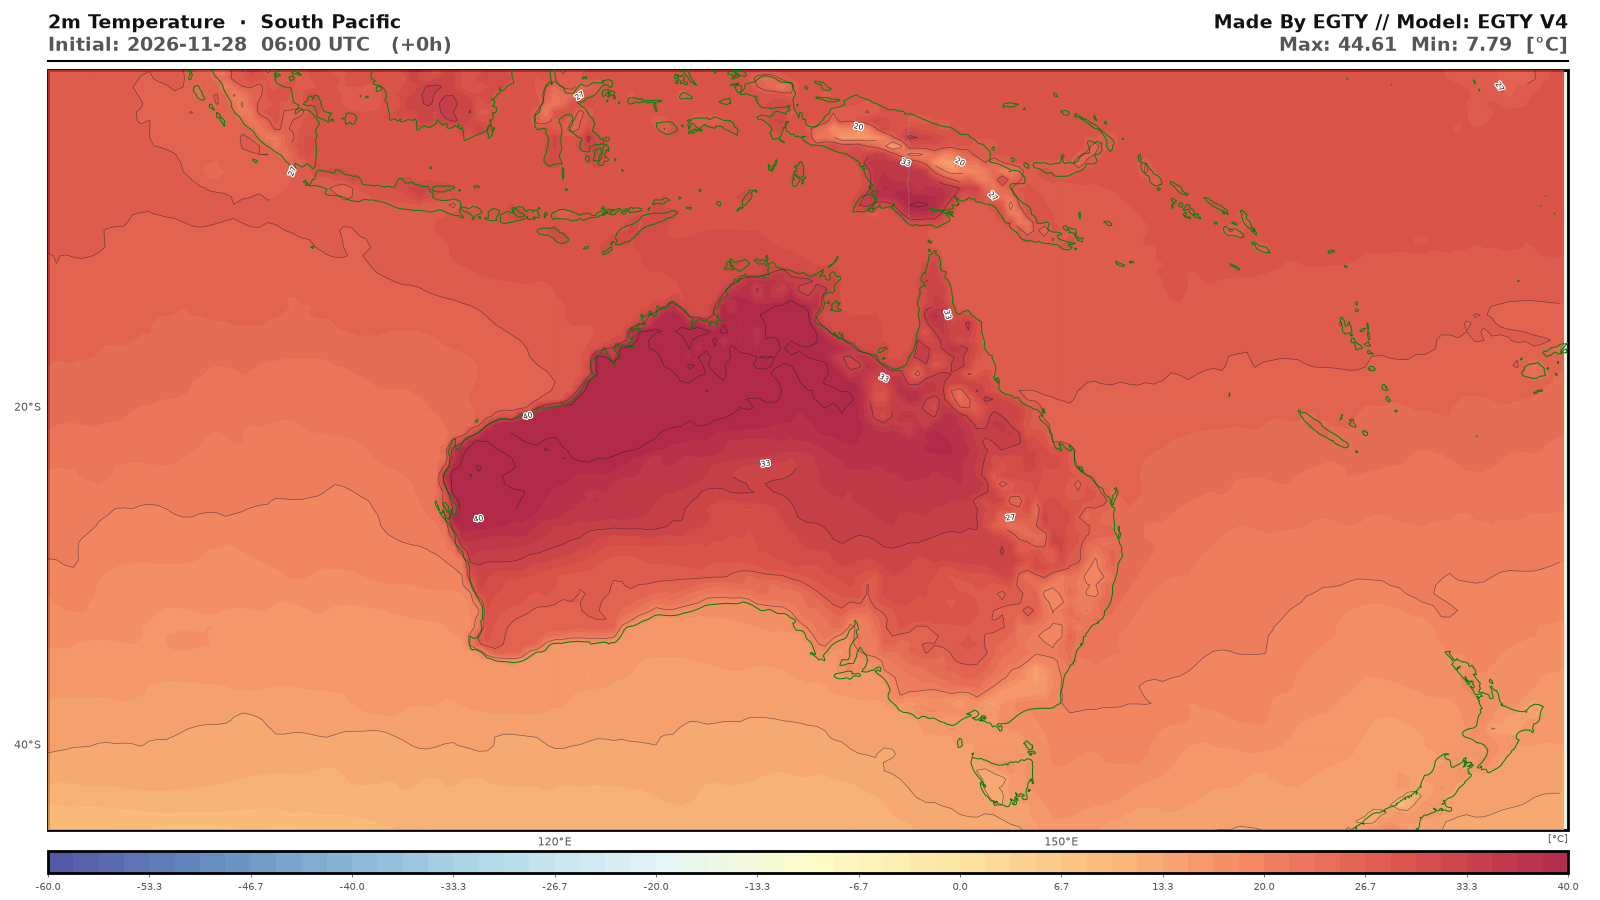 2m Temperature · South Pacific
Made By EGTY // Model: EGTY V4
Initial: 2026-11-28 06:00 UTC (+0h)
Max: 44.61 Min: 7.79 [°C]
27
27
20
33
20
27
27
33
33
40
33
40
27
20°S
40°S
120°E
150°E
[°C]
-60.0 -53.3 -46.7 -40.0 -33.3 -26.7 -20.0 -13.3 -6.7 0.0 6.7 13.3 20.0 26.7 33.3 40.0